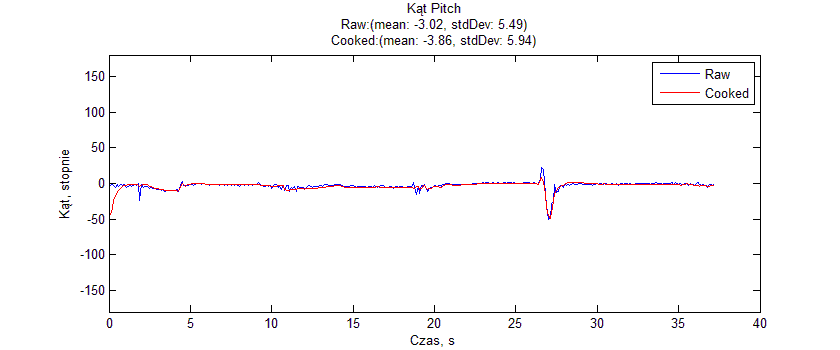 Kąt Pitch
Raw:(mean: -3.02, stdDev: 5.49)
Cooked:(mean: -3.86, stdDev: 5.94)
Raw
Cooked
150
100
50
0
-50
-100
-150
Kąt, stopnie
0 5 10 15 20 25 30 35 40
Czas, s